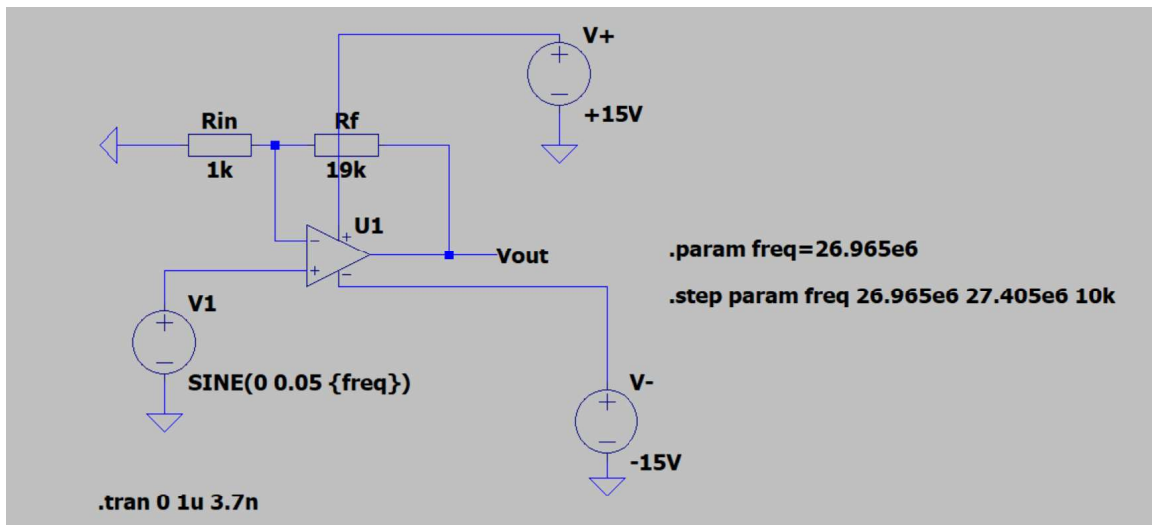 V+
+15V
Rin
1k
Rf
19k
U1
+
−
+
−
Vout
V1
+
−
SINE(0 0.05 {freq})
.param freq=26.965e6
.step param freq 26.965e6 27.405e6 10k
V-
+
−
-15V
.tran 0 1u 3.7n